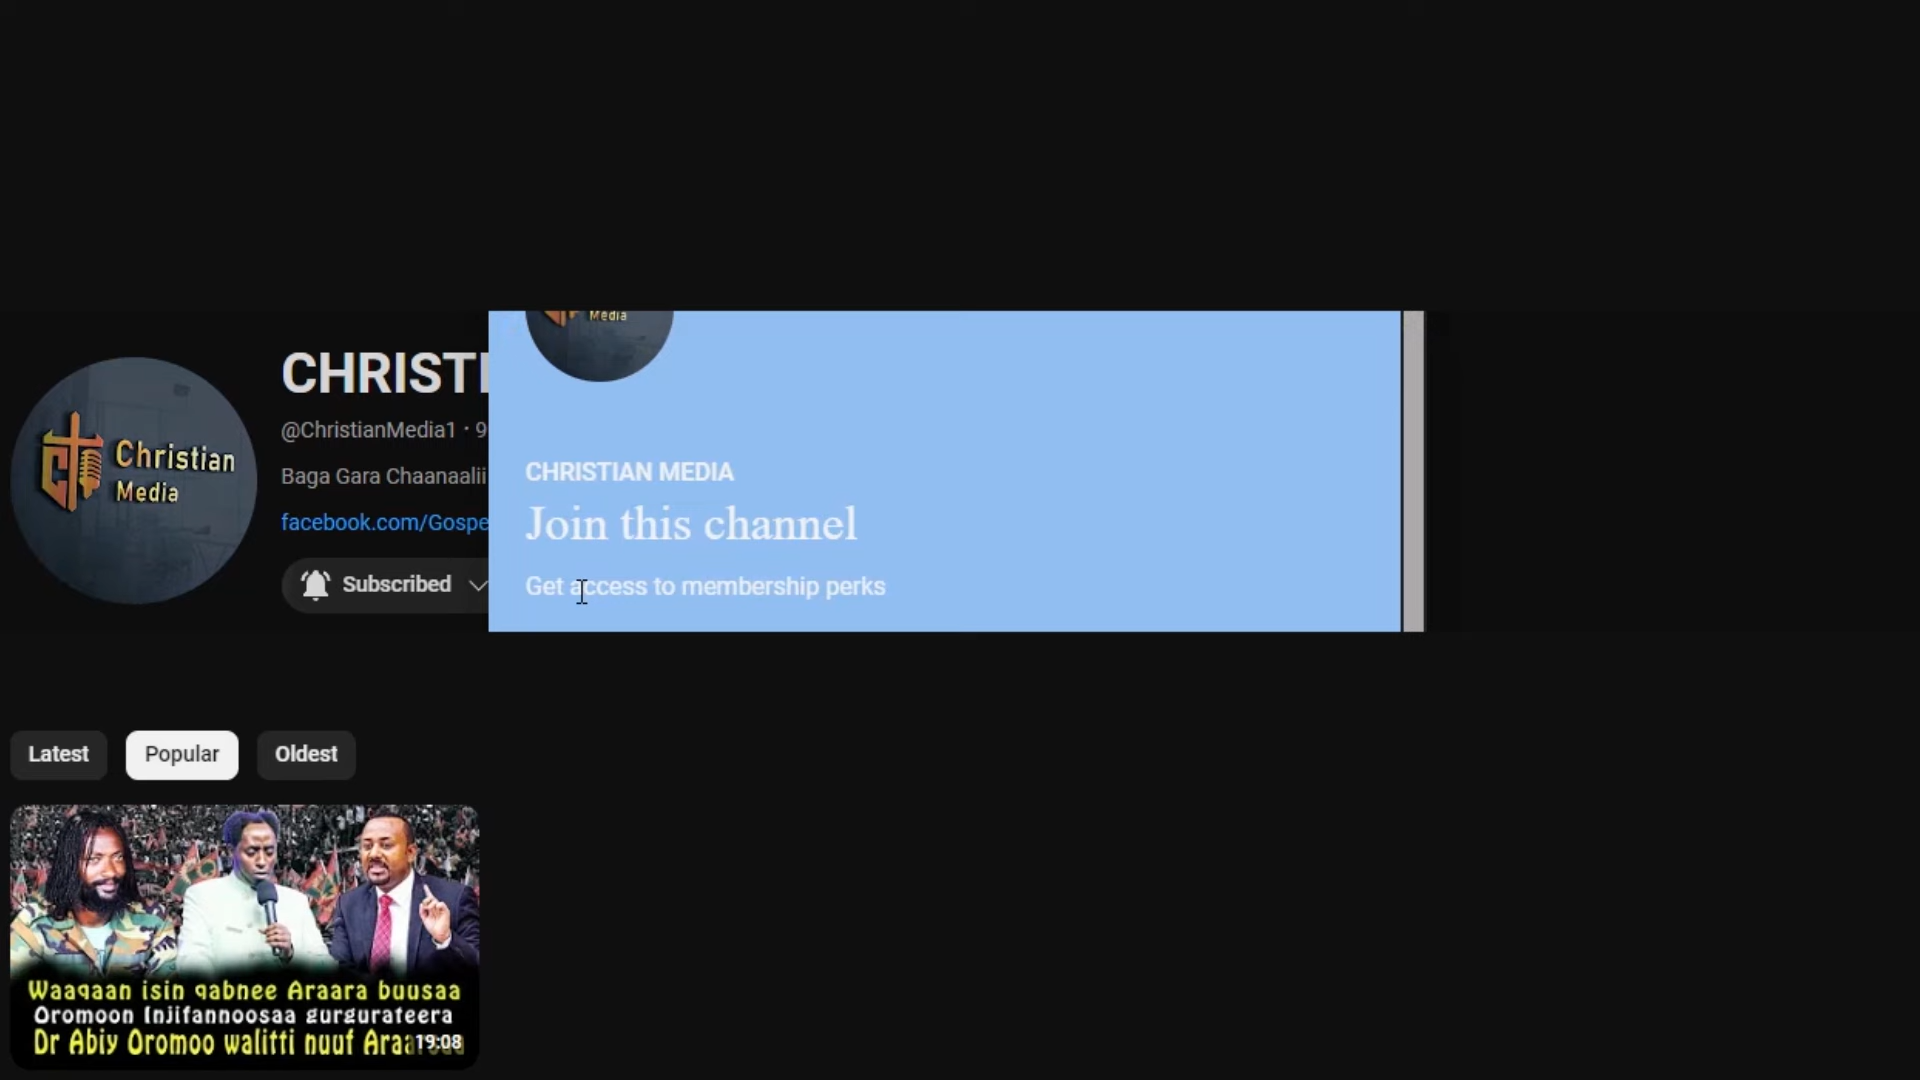 Christian
Media
CHRISTI
@ChristianMedia1 · 9
Baga Gara Chaanaalii
facebook.com/Gospe
Subscribed
Media
CHRISTIAN MEDIA
Join this channel
Get access to membership perks
Latest
Popular
Oldest
Waaqaan isin qabnee Araara buusaa
Oromoon Injifannoosaa gurgurateera
Dr Abiy Oromoo walitti nuuf
19:08